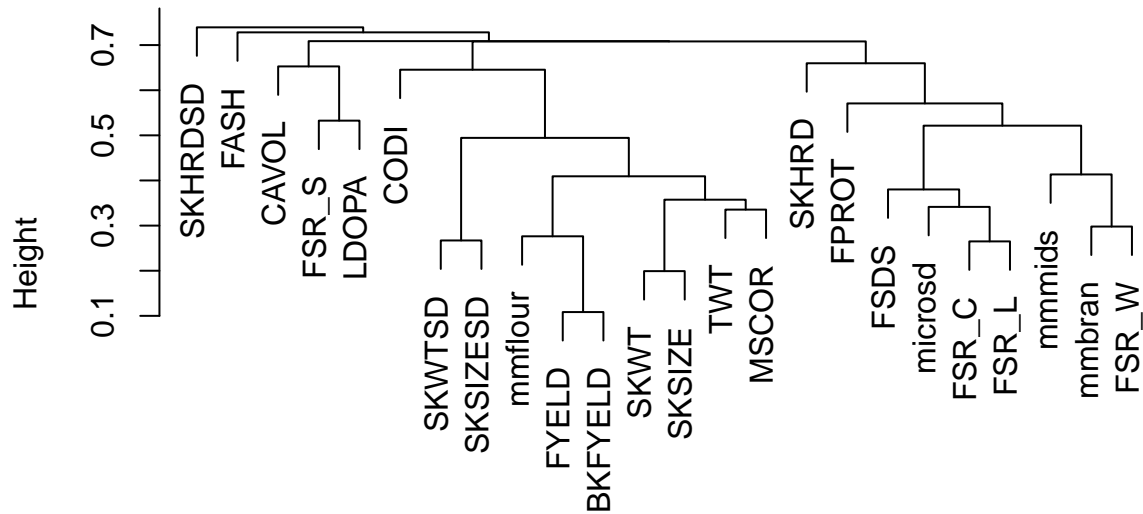 Height
0.7
0.5
0.3
0.1
SKHRDSD
FASH
CAVOL
FSR_S
LDOPA
CODI
SKWTSD
SKSIZESD
mmflour
FYELD
BKFYELD
SKWT
SKSIZE
TWT
MSCOR
SKHRD
FPROT
FSDS
microsd
FSR_C
FSR_L
mmmids
mmbran
FSR_W